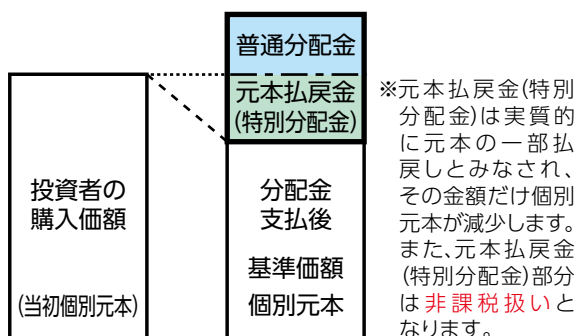 普通分配金
元本払戻金
(特別分配金)
投資者の
購入価額
(当初個別元本)
分配金
支払後
基準価額
個別元本
※元本払戻金(特別
分配金)は実質的
に元本の一部払
戻しとみなされ、
その金額だけ個別
元本が減少します。
また、元本払戻金
(特別分配金)部分
は非課税扱いと
なります。